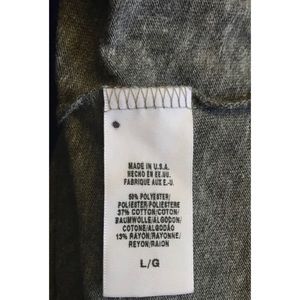 MADE IN U.S.A.
HECHO EN EE.UU.
FABRIQUE AUX E.-U.
50% POLYESTER/
POLIESTER/POLYESTER/
POLIESTERE
37% COTTON/COTON/
BAUMWOLLE/ALGODON/
COTONE/ALGODÃO
13% RAYON/RAYONNE/
REYON/RAION
L/G